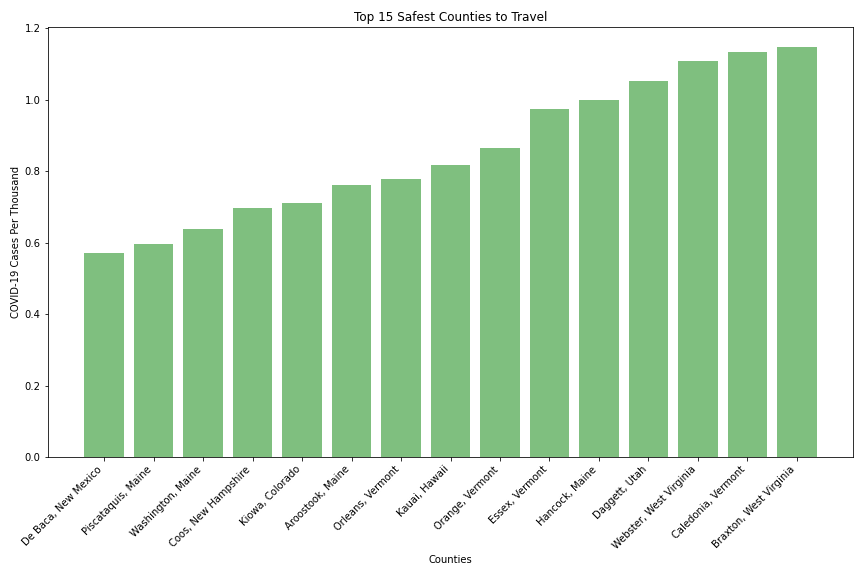 Top 15 Safest Counties to Travel
COVID-19 Cases Per Thousand
1.2
1.0
0.8
0.6
0.4
0.2
0.0
De Baca, New Mexico
Piscataquis, Maine
Washington, Maine
Coos, New Hampshire
Kiowa, Colorado
Aroostook, Maine
Orleans, Vermont
Kauai, Hawaii
Orange, Vermont
Essex, Vermont
Hancock, Maine
Daggett, Utah
Webster, West Virginia
Caledonia, Vermont
Braxton, West Virginia
Counties